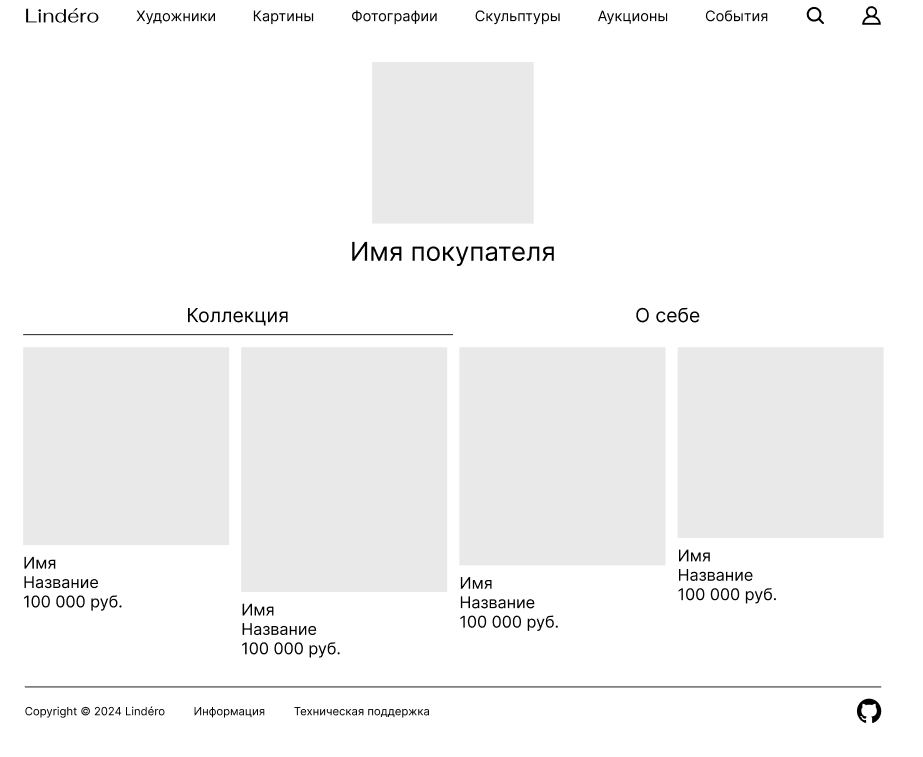 Lindéro Художники Картины Фотографии Скульптуры Аукционы События
Имя покупателя
Коллекция О себе
Имя
Название
100 000 руб.
Имя
Название
100 000 руб.
Имя
Название
100 000 руб.
Имя
Название
100 000 руб.
Copyright © 2024 Lindéro Информация Техническая поддержка